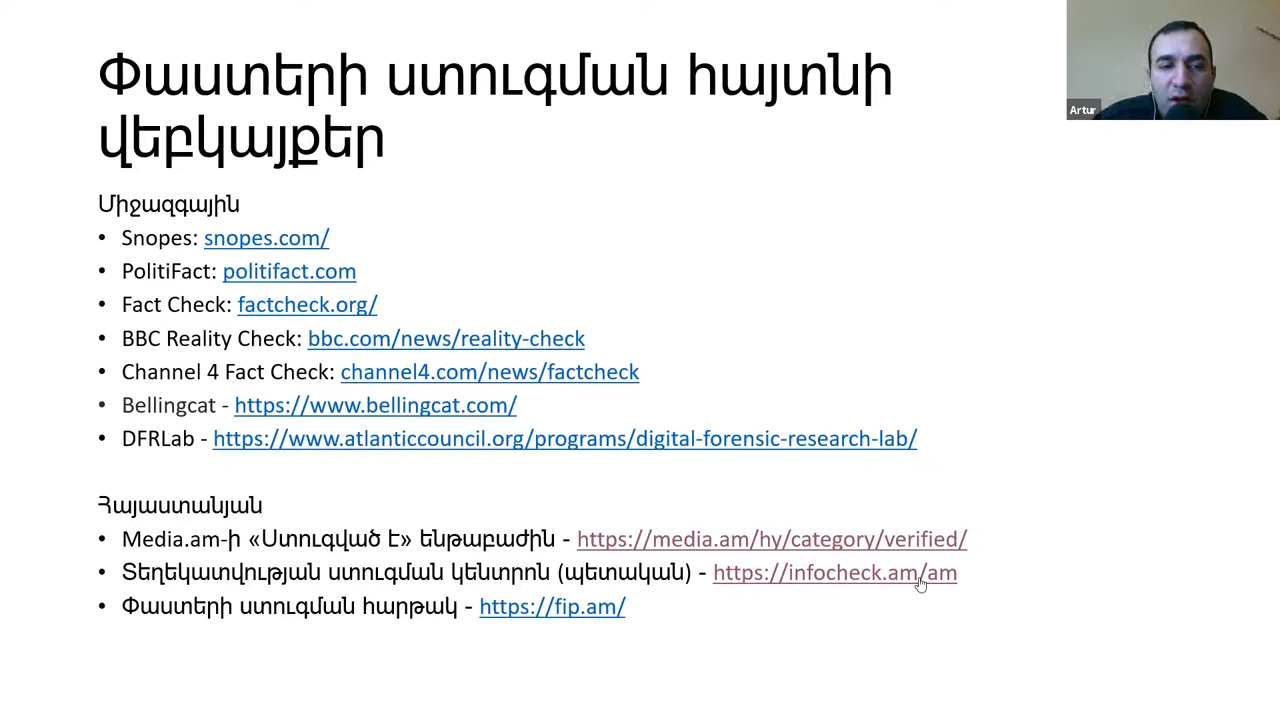 Փաստերի ստուգման հայտնի
վեբկայքեր
Artur
Միջազգային
• Snopes: snopes.com/
• PolitiFact: politifact.com
• Fact Check: factcheck.org/
• BBC Reality Check: bbc.com/news/reality-check
• Channel 4 Fact Check: channel4.com/news/factcheck
• Bellingcat - https://www.bellingcat.com/
• DFRLab - https://www.atlanticcouncil.org/programs/digital-forensic-research-lab/
Հայաստանյան
• Media.am-ի «Ստուգված է» ենթաբաժին - https://media.am/hy/category/verified/
• Տեղեկատվության ստուգման կենտրոն (պետական) - https://infocheck.am/am
• Փաստերի ստուգման հարթակ - https://fip.am/